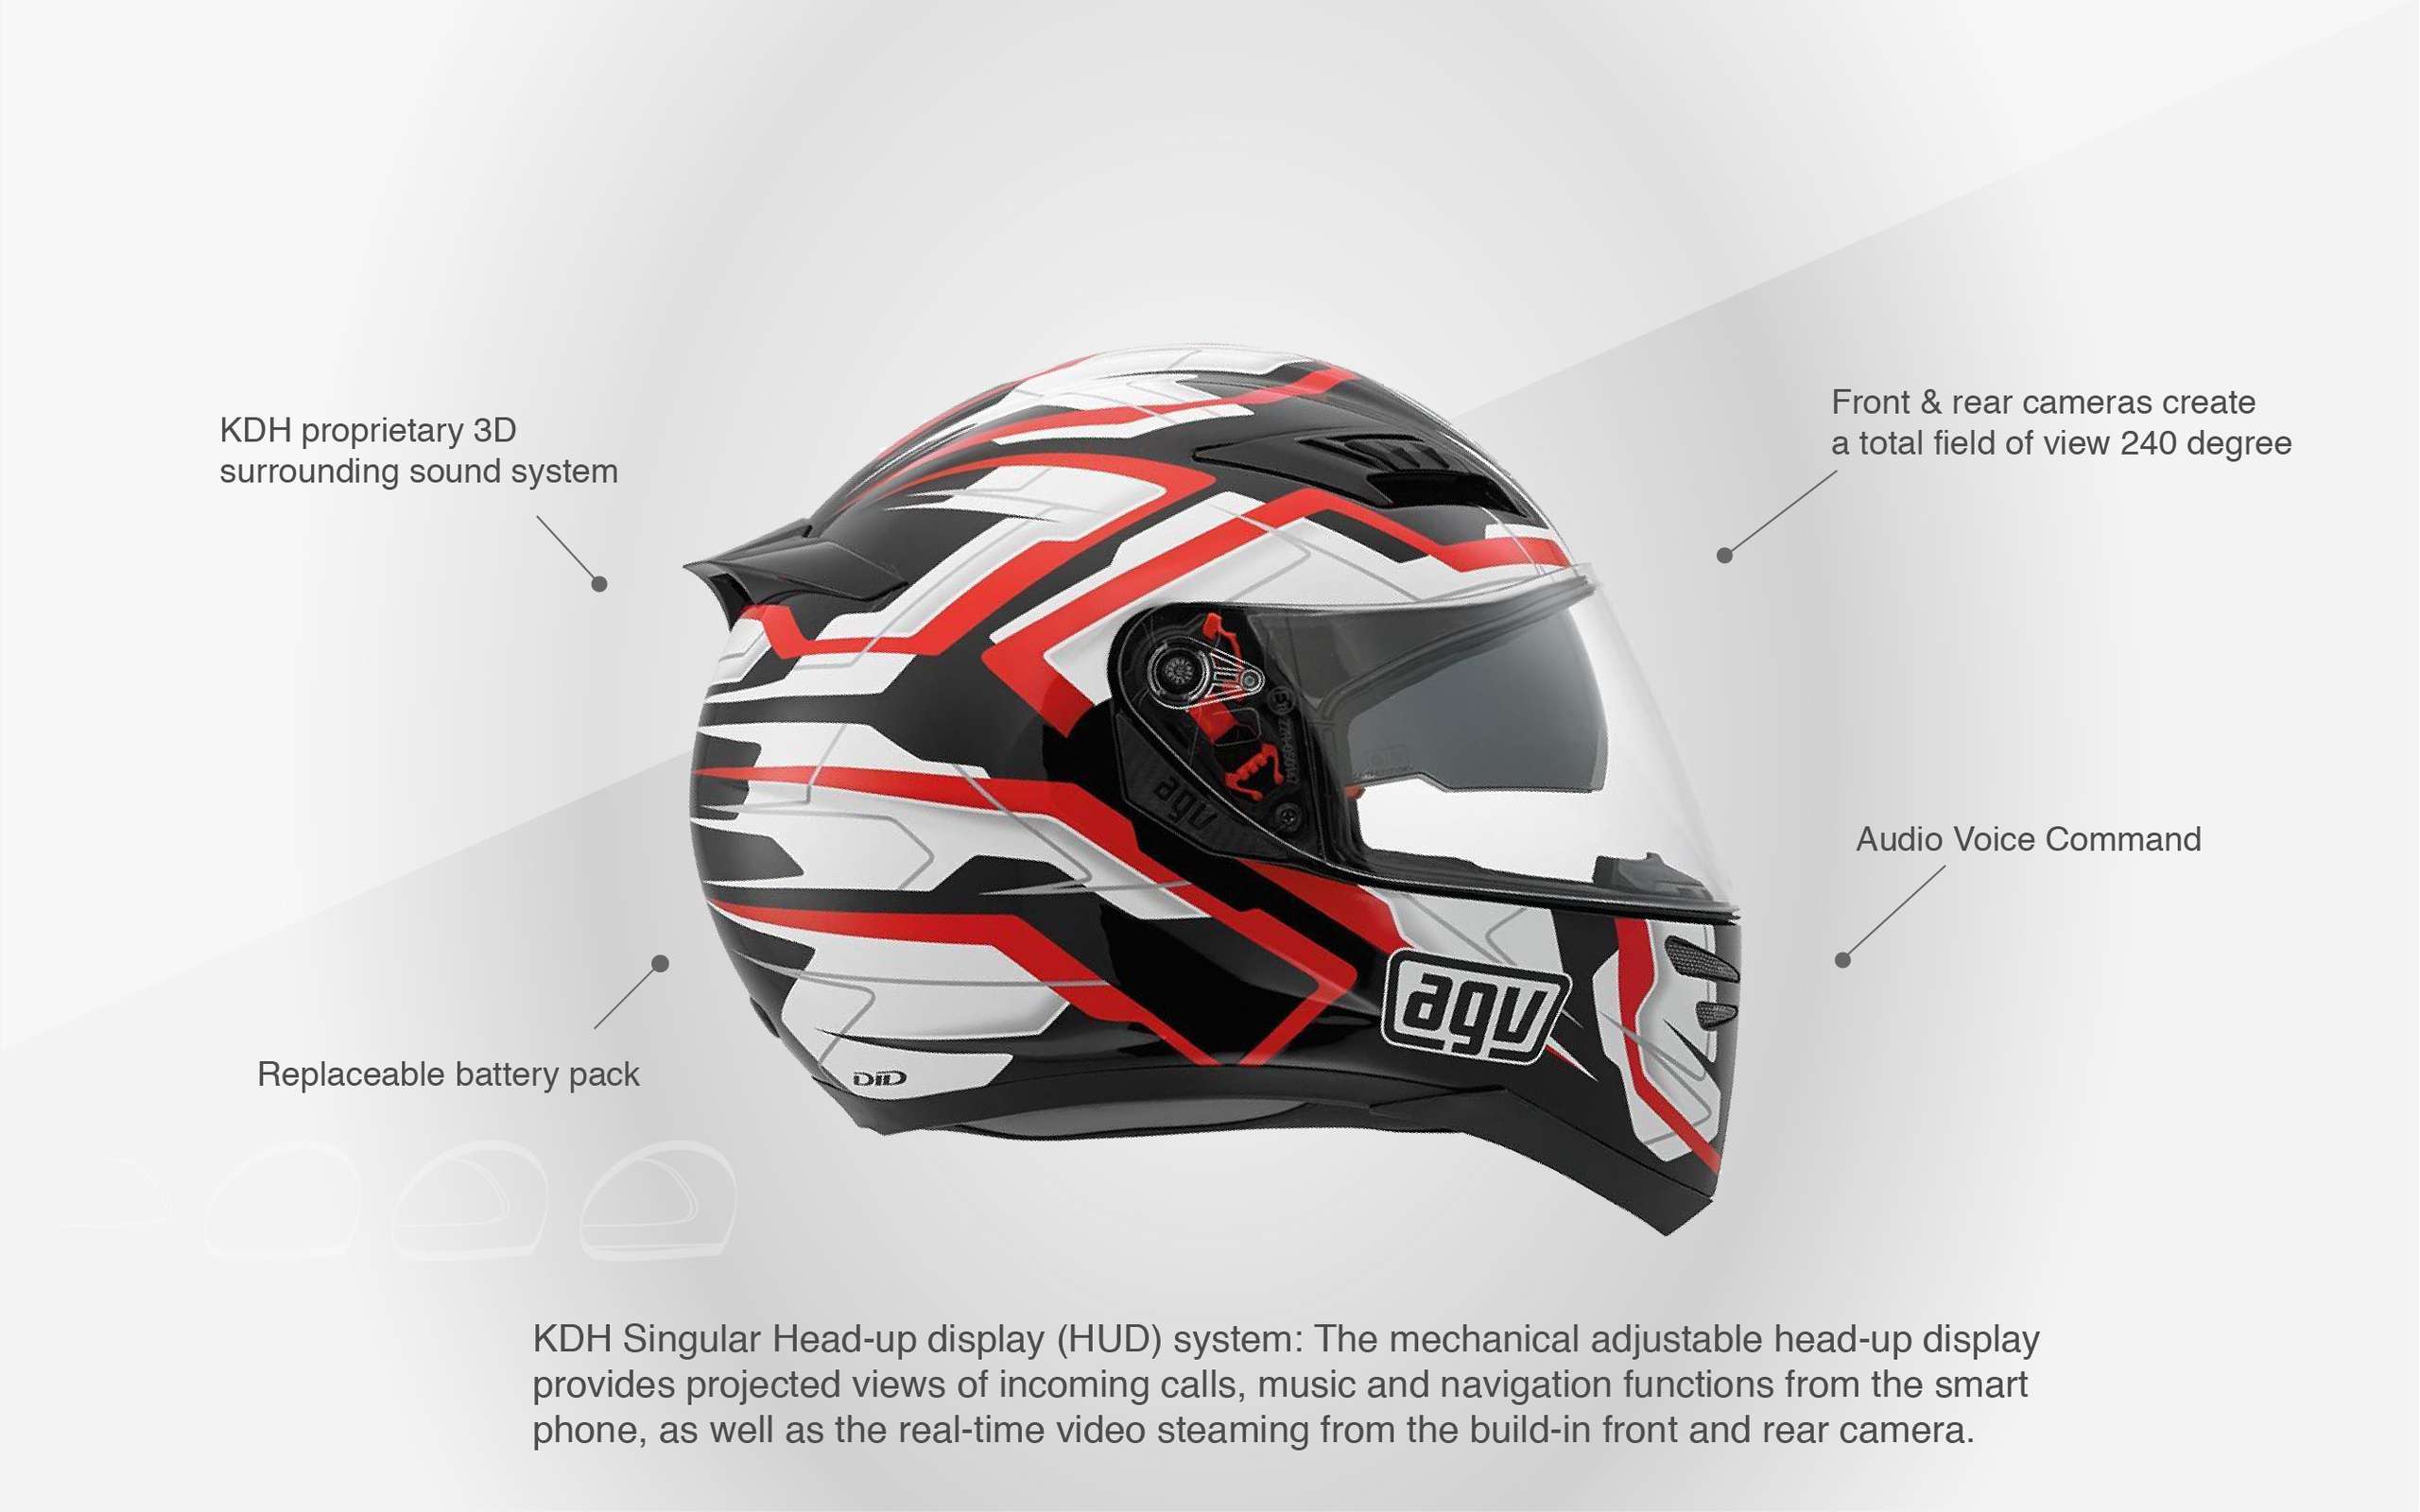 KDH proprietary 3D
surrounding sound system
Front & rear cameras create
a total field of view 240 degree
agv
Audio Voice Command
agv
Replaceable battery pack
DID
KDH Singular Head-up display (HUD) system: The mechanical adjustable head-up display
provides projected views of incoming calls, music and navigation functions from the smart
phone, as well as the real-time video steaming from the build-in front and rear camera.